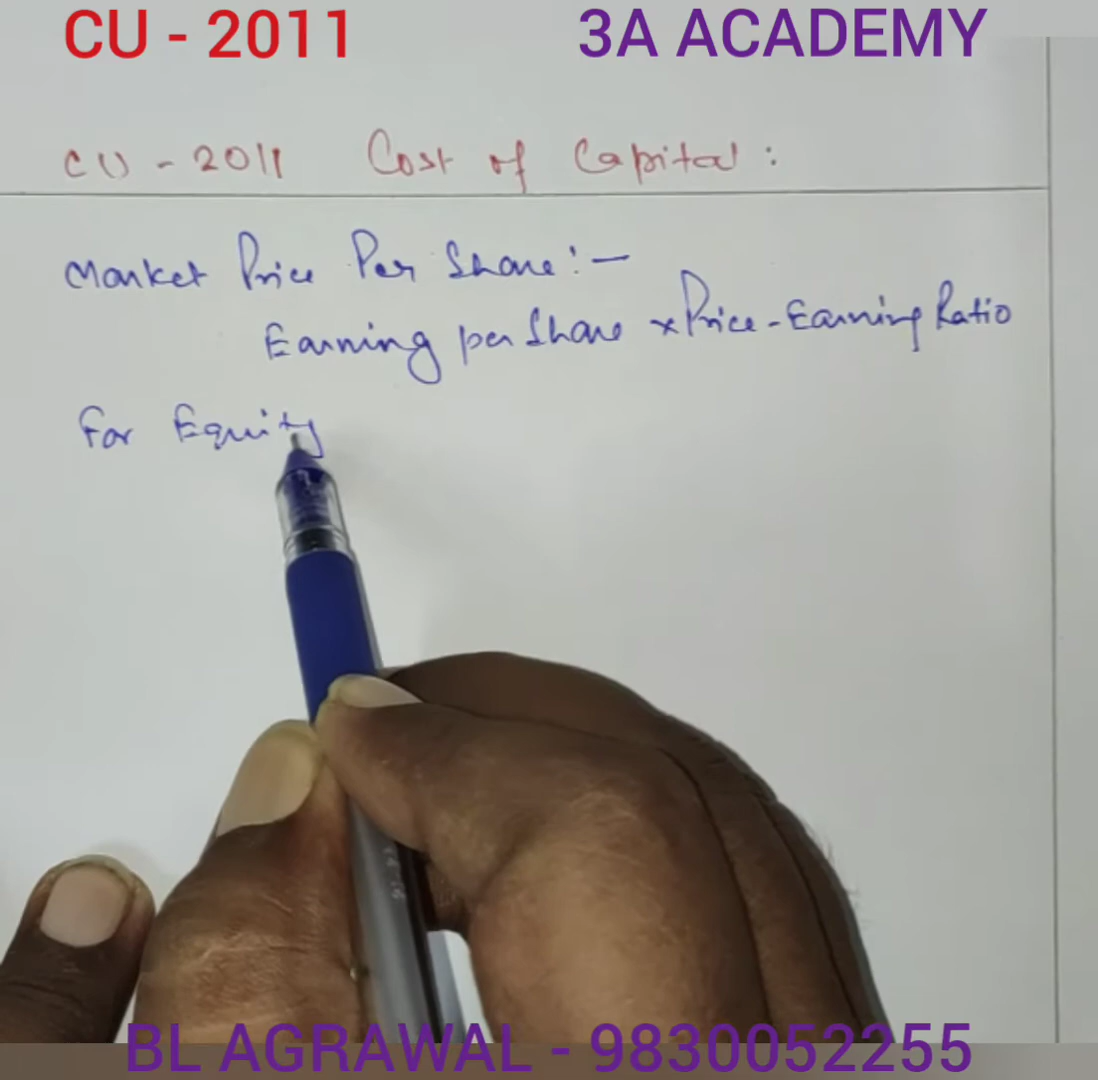 CU - 2011 3A ACADEMY
CU - 2011 Cost of Capital :
Market Price Per Share :-
Earning per Share x Price - Earning Ratio
For Equity
BL AGRAWAL - 9830052255